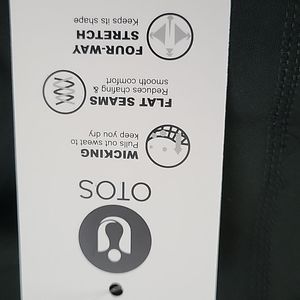 OTOS
WICKING
Pulls out sweat to
keep you dry
FLAT SEAMS
Reduces chafing &
smooth comfort
FOUR-WAY
STRETCH
Keeps its shape